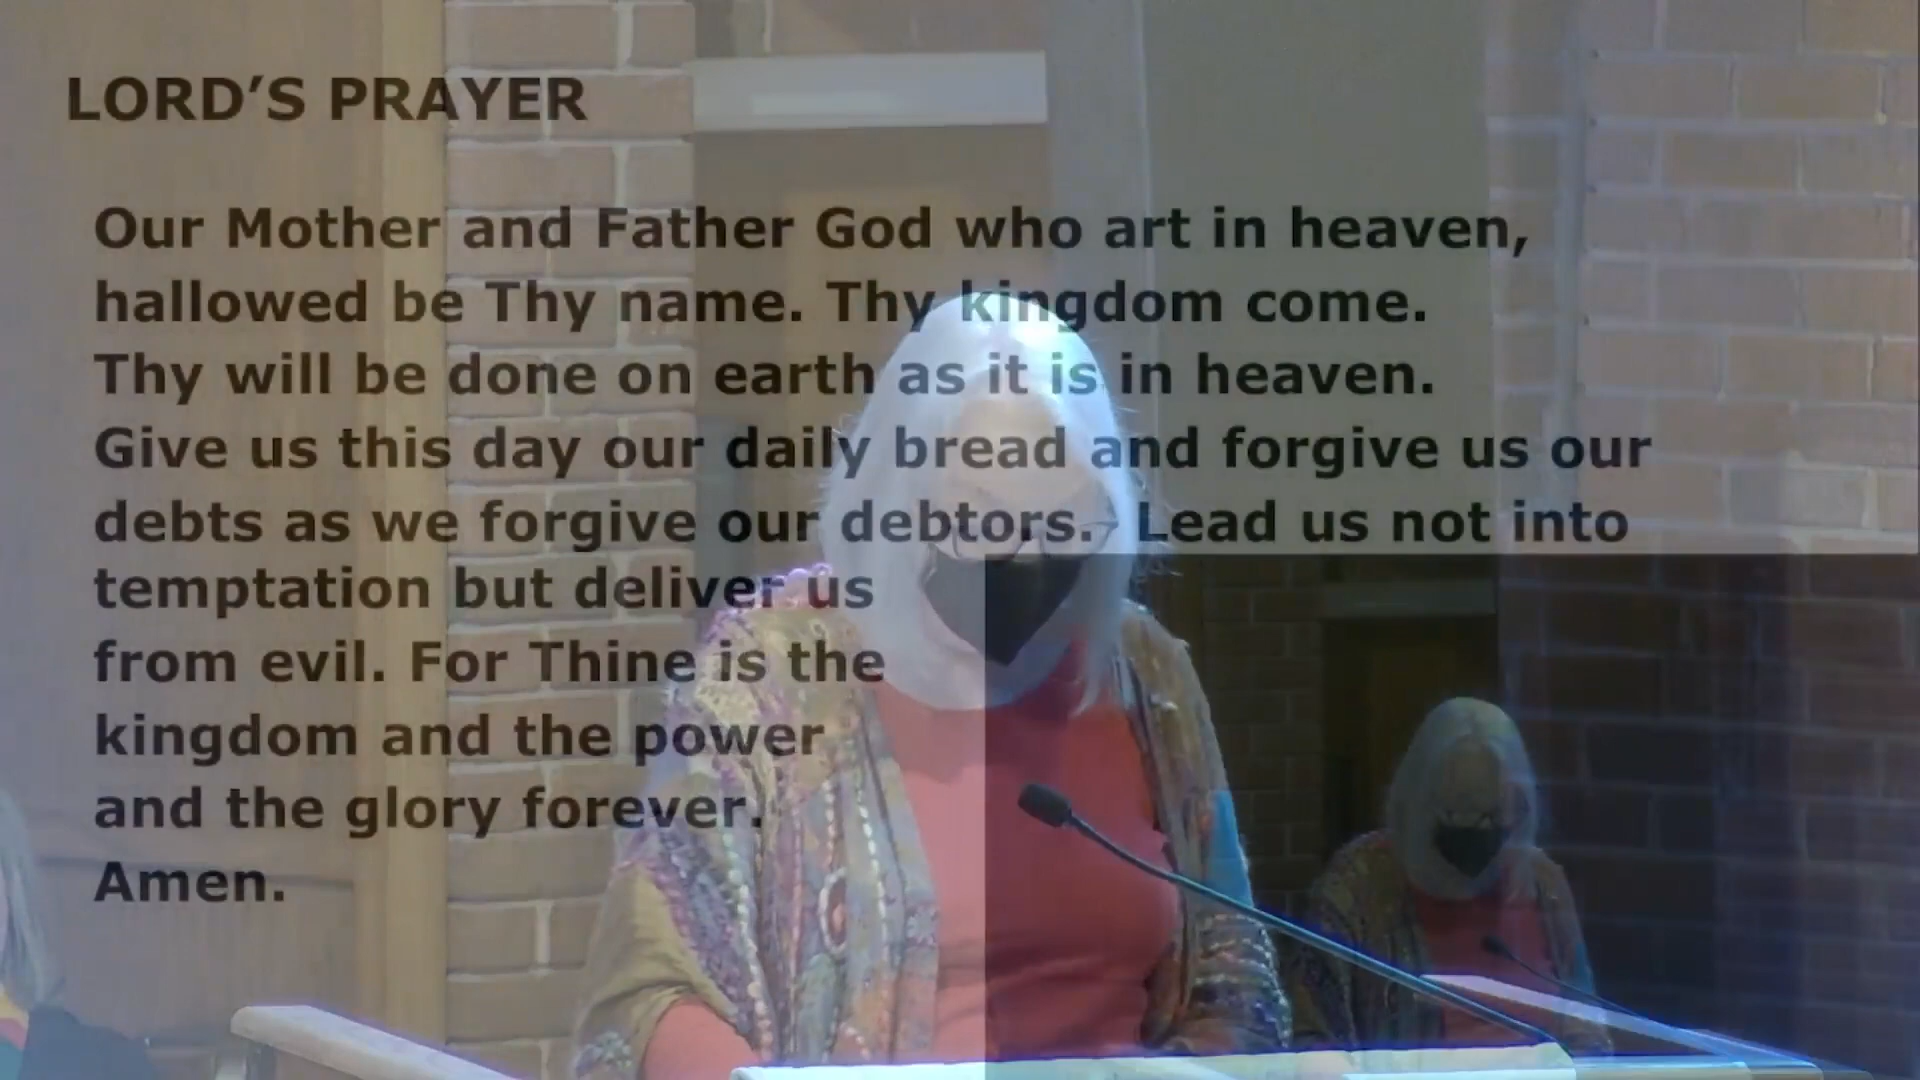 LORD’S PRAYER
Our Mother and Father God who art in heaven,
hallowed be Thy name. Thy kingdom come.
Thy will be done on earth as it is in heaven.
Give us this day our daily bread and forgive us our
debts as we forgive our debtors. Lead us not into
temptation but deliver us
from evil. For Thine is the
kingdom and the power
and the glory forever.
Amen.